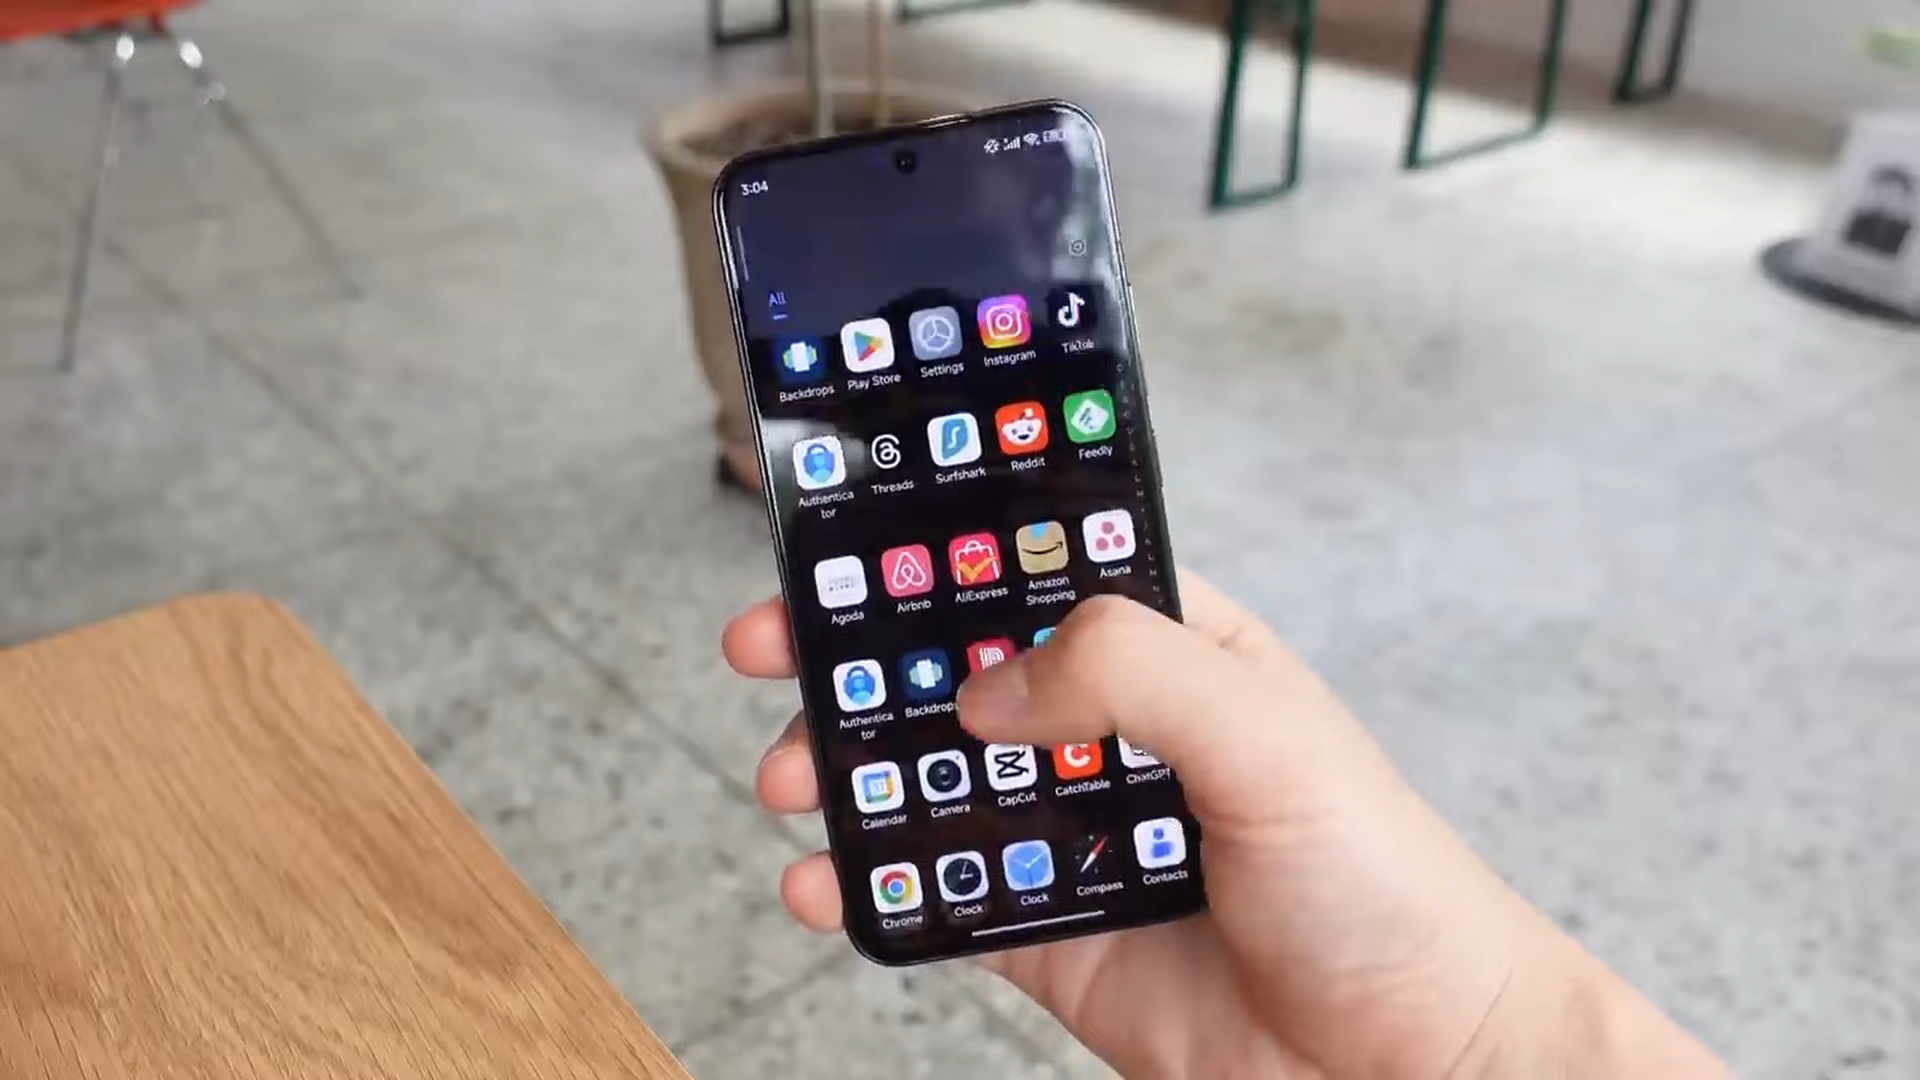 3:04
All
Backdrops
Play Store
Settings
Instagram
TikTok
Authentica
tor
Threads
Surfshark
Reddit
Feedly
Agoda
Airbnb
AliExpress
Amazon
Shopping
Asana
Authentica
tor
Backdrops
Calendar
Camera
CapCut
CatchTable
ChatGPT
Chrome
Clock
Clock
Compass
Contacts